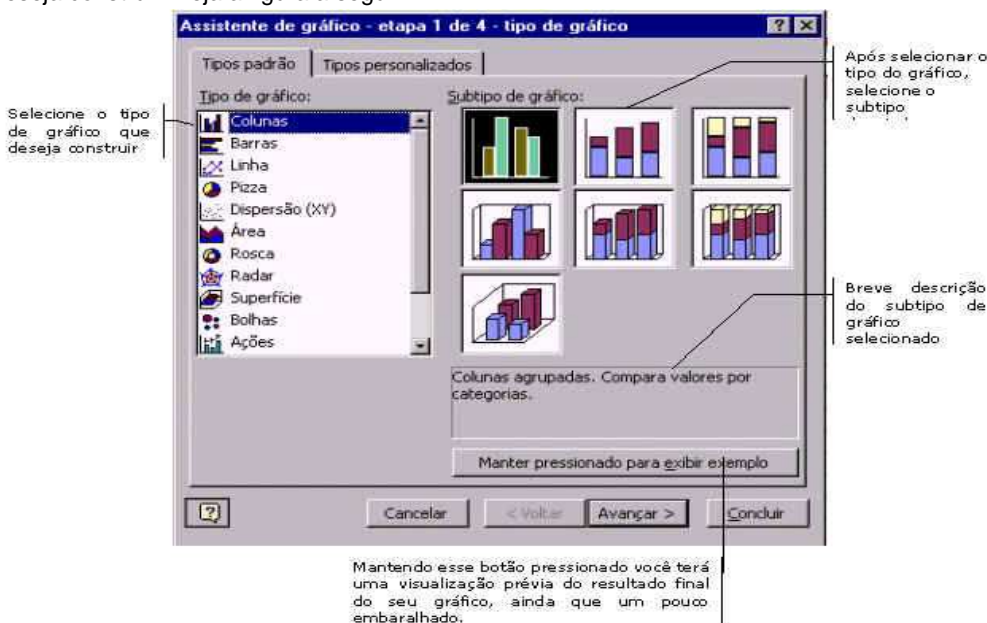 Assistente de gráfico - etapa 1 de 4 - tipo de gráfico
Tipos padrão
Tipos personalizados
Tipo de gráfico:
Subtipo de gráfico:
Colunas
Barras
Linha
Pizza
Dispersão (XY)
Área
Rosca
Radar
Superfície
Bolhas
Ações
Selecione o tipo
de gráfico que
deseja construir
Após selecionar o
tipo do gráfico,
selecione o
subtipo
Breve descrição
do subtipo de
gráfico
selecionado
Colunas agrupadas. Compara valores por
categorias.
Manter pressionado para exibir exemplo
Cancelar
< Voltar
Avançar >
Concluir
Mantendo esse botão pressionado você terá
uma visualização prévia do resultado final
do seu gráfico, ainda que um pouco
embaralhado.